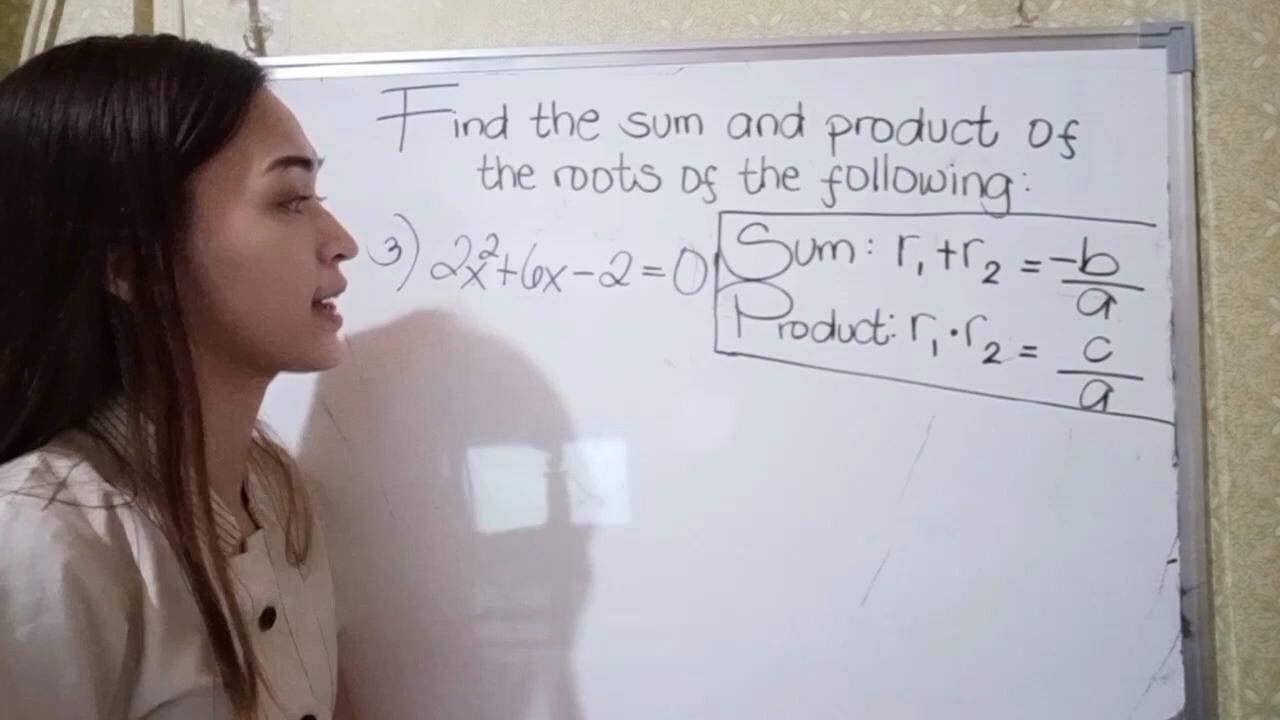 Find the sum and product of
the roots of the following:
3) 2x²+6x-2=0
Sum: r₁+r₂ = -b/a
Product: r₁·r₂ = c/a